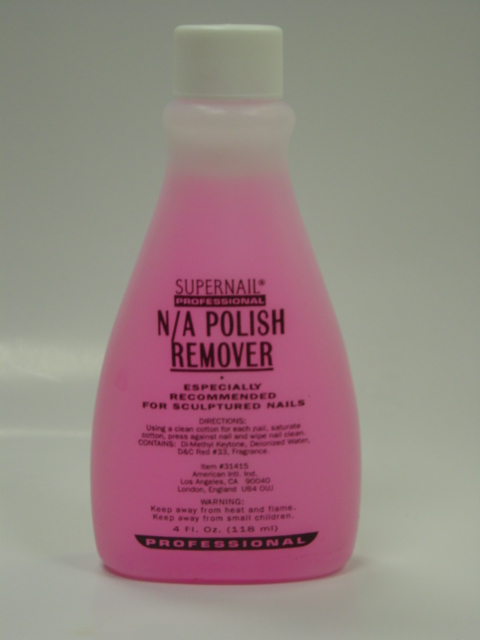 SUPERNAIL®
PROFESSIONAL
N/A POLISH
REMOVER
ESPECIALLY
RECOMMENDED
FOR SCULPTURED NAILS
DIRECTIONS:
Using a clean cotton for each nail, saturate
cotton, press against nail and wipe nail clean.
CONTAINS: Di-Methyl Keytone, Deionized Water,
D&C Red #33, Fragrance.
Item #31415
American Intl. Ind.
Los Angeles, CA 90040
London, England UB4 OUJ
WARNING:
Keep away from heat and flame.
Keep away from small children.
4 Fl. Oz. (118 ml)
PROFESSIONAL